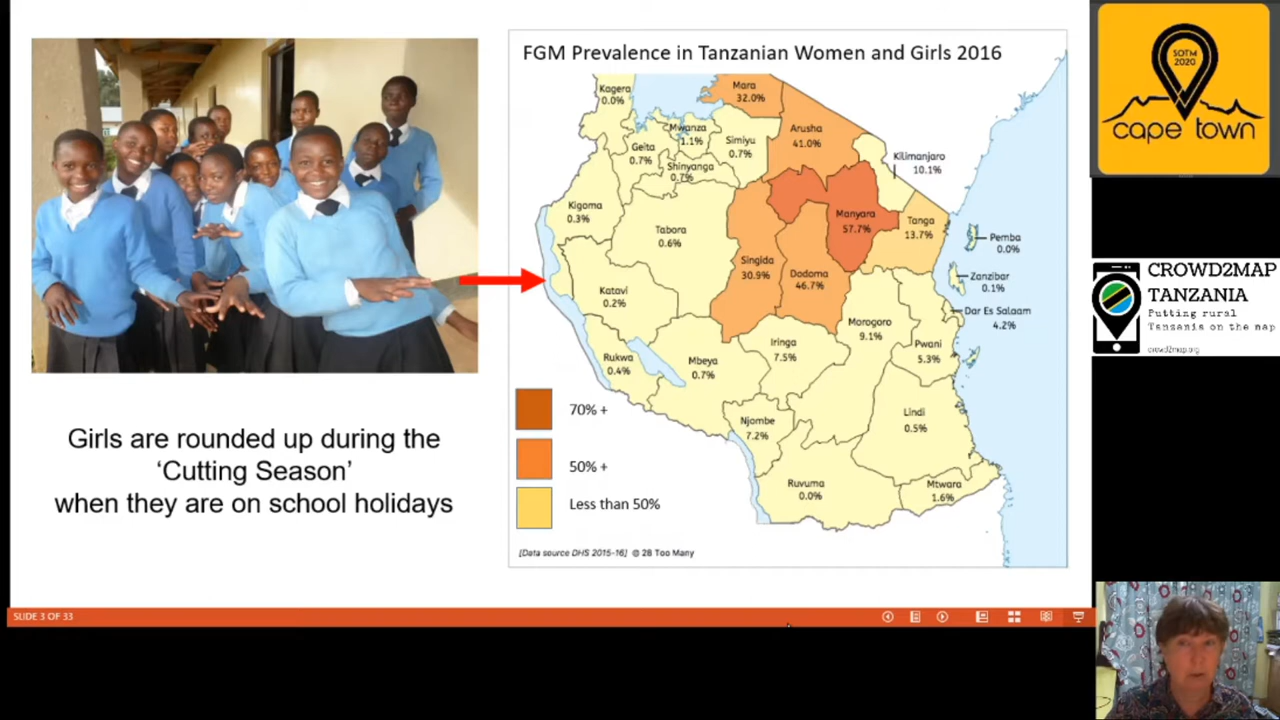 FGM Prevalence in Tanzanian Women and Girls 2016
Kagera
0.0%
Mara
32.0%
Mwanza
1.1%
Simiyu
0.7%
Arusha
41.0%
Geita
0.7%
Shinyanga
0.7%
Kilimanjaro
10.1%
Kigoma
0.3%
Tabora
0.6%
Manyara
57.7%
Tanga
13.7%
Pemba
0.0%
Singida
30.9%
Dodoma
46.7%
Zanzibar
0.1%
Katavi
0.2%
Dar Es Salaam
4.2%
Morogoro
9.1%
Pwani
5.3%
Rukwa
0.4%
Mbeya
0.7%
Iringa
7.5%
Njombe
7.2%
Lindi
0.5%
Ruvuma
0.0%
Mtwara
1.6%
70% +
50% +
Less than 50%
[Data source DHS 2015-16] @ 28 Too Many
Girls are rounded up during the
‘Cutting Season’
when they are on school holidays
SLIDE 3 OF 33
SOTM
2020
cape town
CROWD2MAP
TANZANIA
Putting rural
Tanzania on the map
crowd2map.org